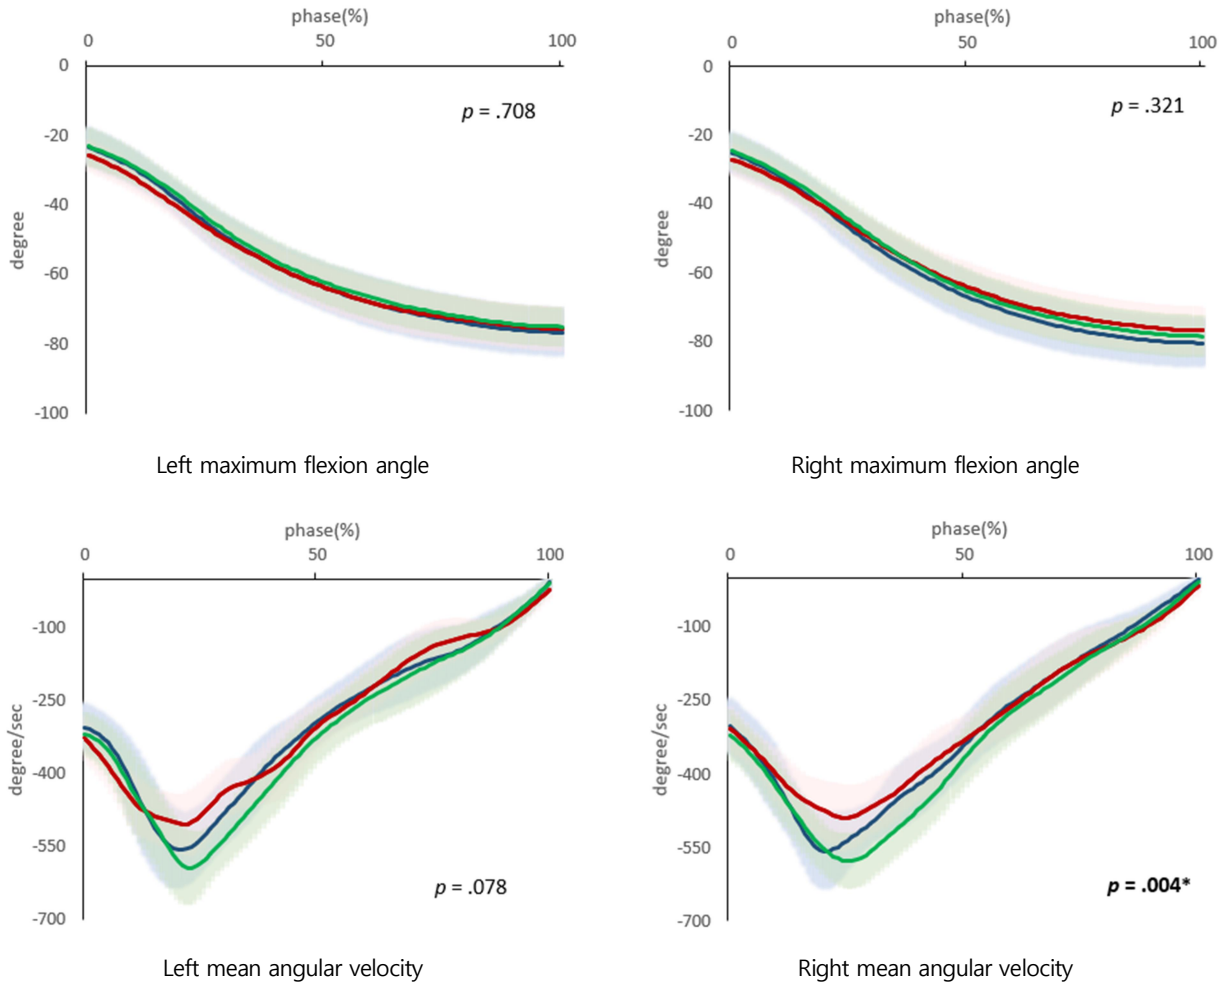 phase(%)
0 50 100
0
-20
-40
-60
-80
-100
degree
p = .708
Left maximum flexion angle
phase(%)
0 50 100
0
-20
-40
-60
-80
-100
degree
p = .321
Right maximum flexion angle
phase(%)
0 50 100
-100
-250
-400
-550
-700
degree/sec
p = .078
Left mean angular velocity
phase(%)
0 50 100
-100
-250
-400
-550
-700
degree/sec
p = .004*
Right mean angular velocity